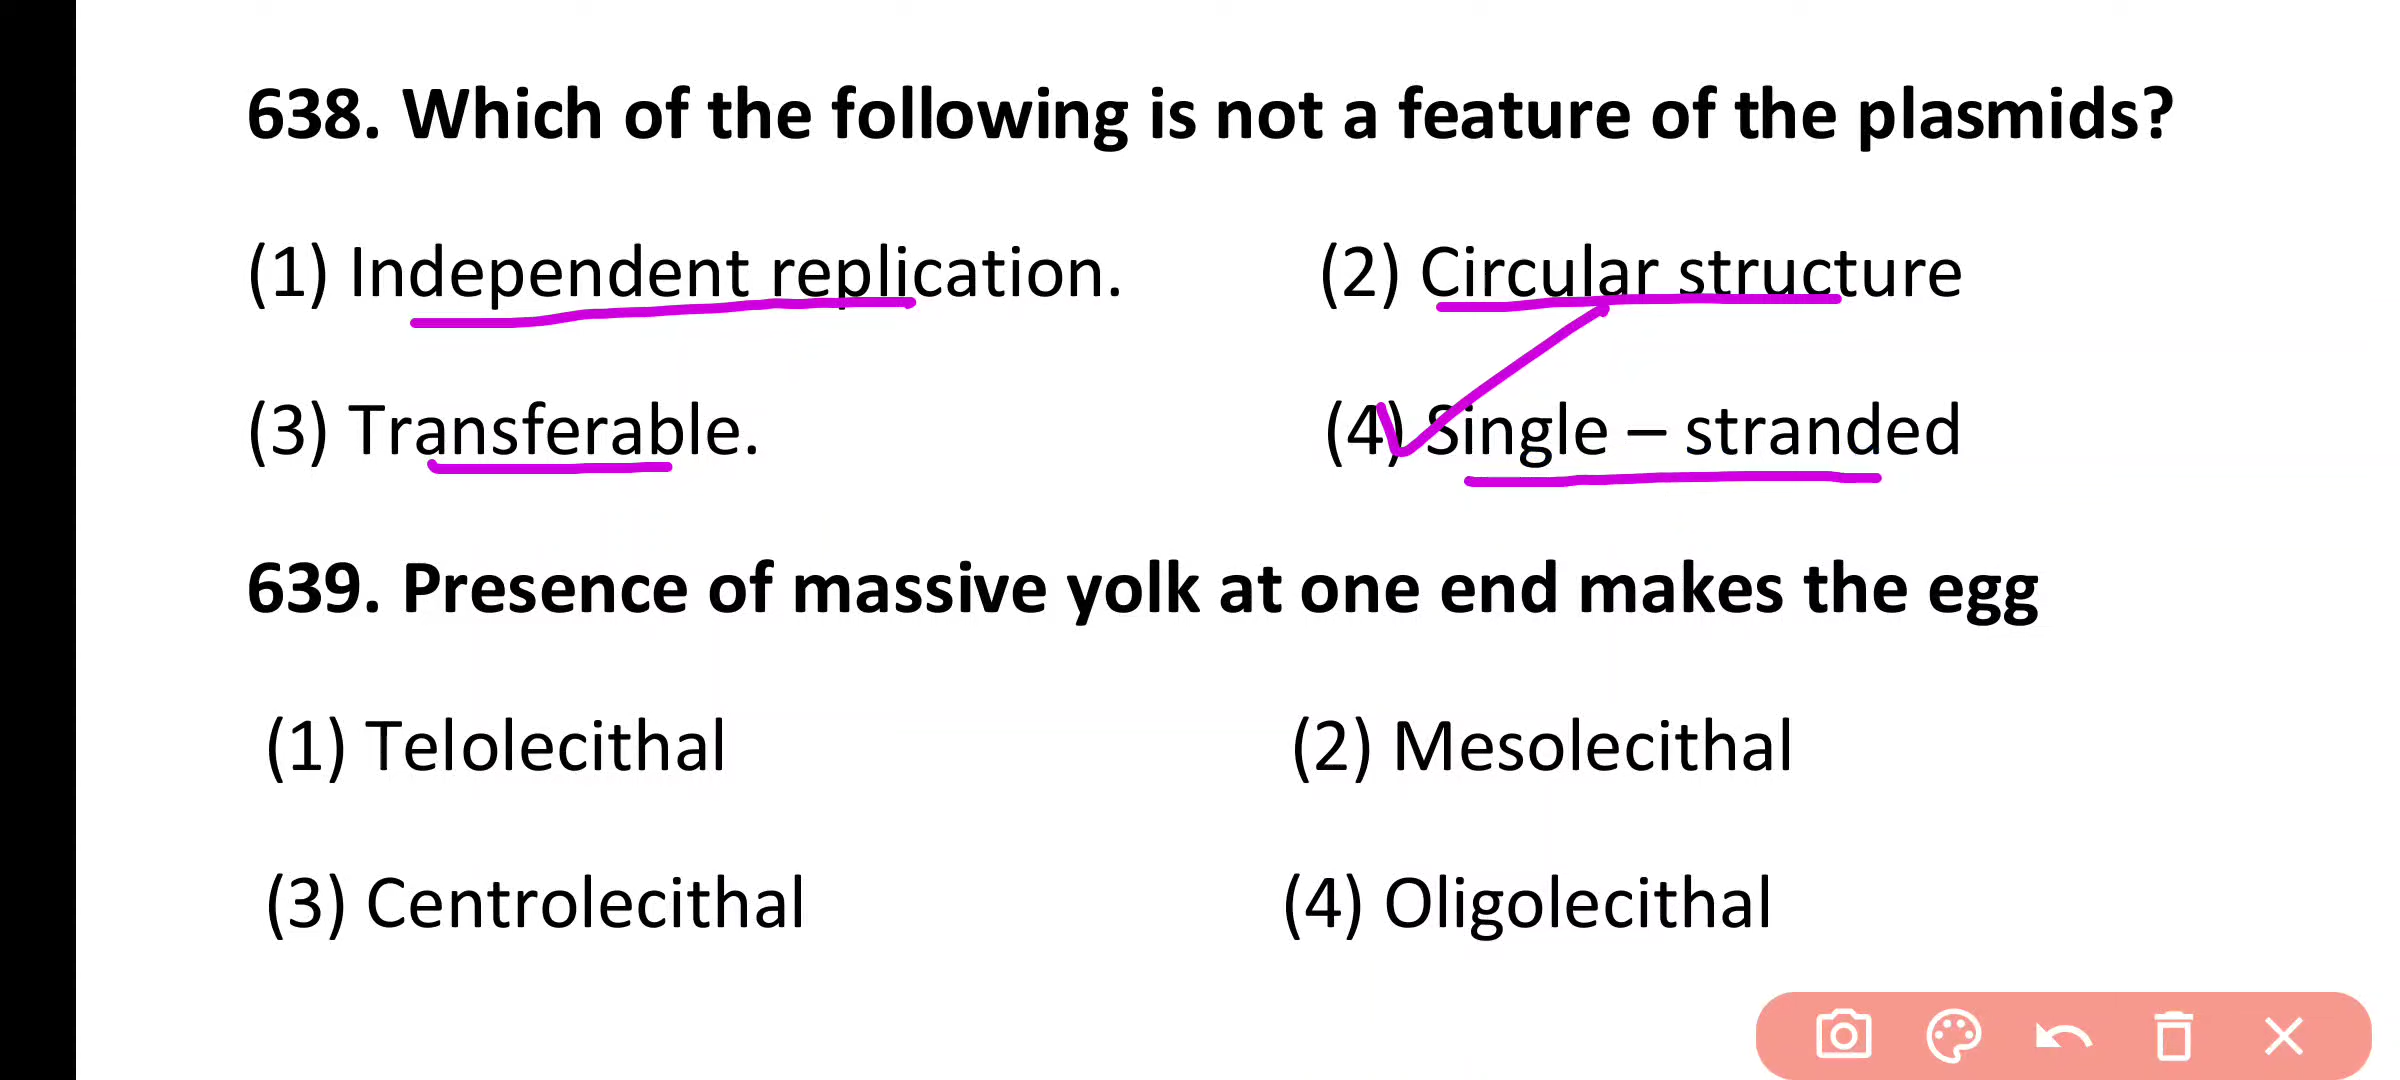 638. Which of the following is not a feature of the plasmids?
(1) Independent replication. (2) Circular structure
(3) Transferable. (4) Single – stranded
639. Presence of massive yolk at one end makes the egg
(1) Telolecithal (2) Mesolecithal
(3) Centrolecithal (4) Oligolecithal